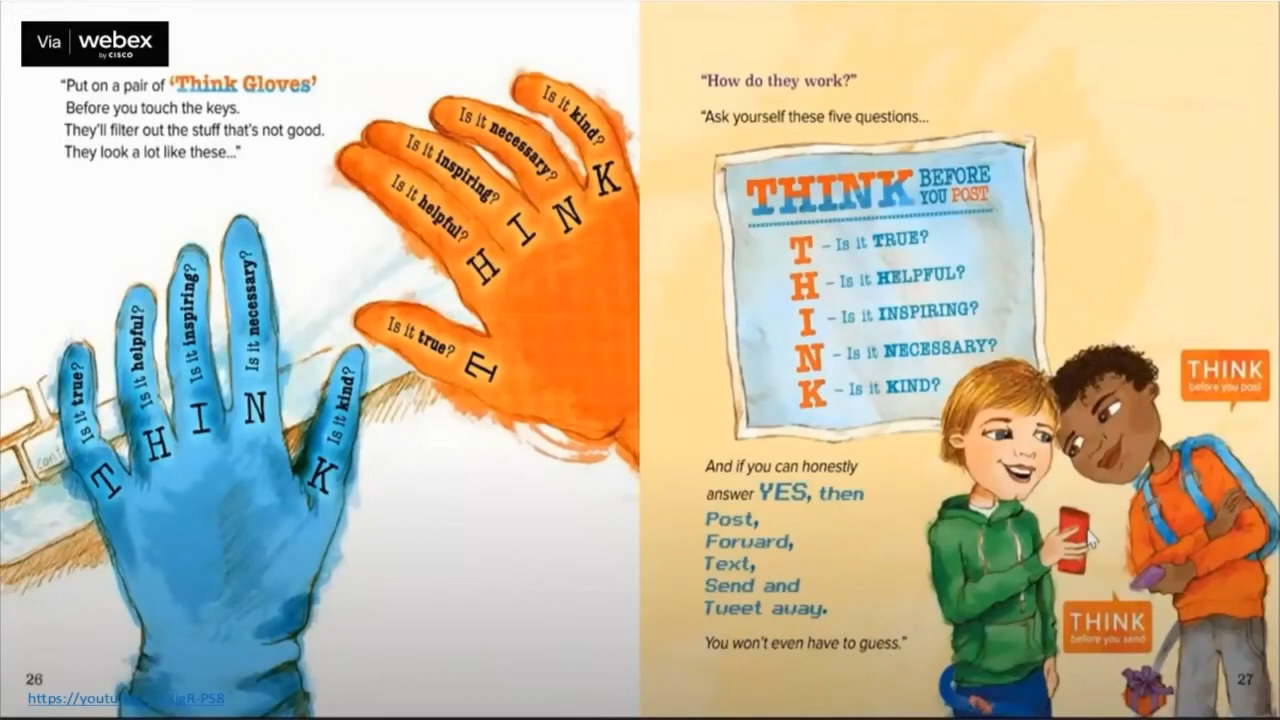 Via webex
by CISCO
“Put on a pair of ‘Think Gloves’
Before you touch the keys.
They’ll filter out the stuff that’s not good.
They look a lot like these...”
Is it true?
Is it helpful?
Is it inspiring?
Is it necessary?
Is it kind?
T H I N K
Is it true?
Is it helpful?
Is it inspiring?
Is it necessary?
Is it kind?
T H I N K
26
“How do they work?”
“Ask yourself these five questions...
THINK BEFORE
YOU POST
T – Is it TRUE?
H – Is it HELPFUL?
I – Is it INSPIRING?
N – Is it NECESSARY?
K – Is it KIND?
And if you can honestly
answer YES, then
Post,
Forward,
Text,
Send and
Tweet away.
You won’t even have to guess.”
THINK
before you post
THINK
before you send
27